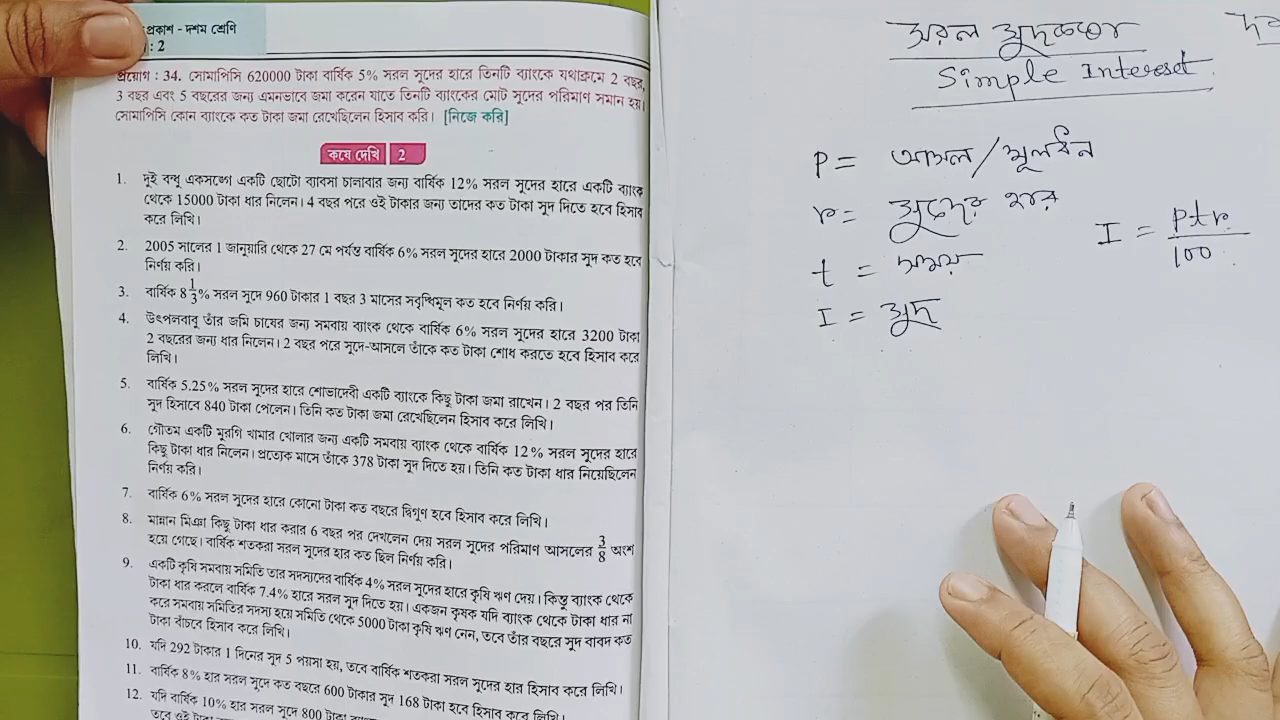 প্রকাশ - দশম শ্রেণি
: 2
প্রয়োগ : 34. সোমাপিসি 620000 টাকা বার্ষিক 5% সরল সুদের হারে তিনটি ব্যাংকে যথাক্রমে 2 বছর,
3 বছর এবং 5 বছরের জন্য এমনভাবে জমা করেন যাতে তিনটি ব্যাংকের মোট সুদের পরিমাণ সমান হয়।
সোমাপিসি কোন ব্যাংকে কত টাকা জমা রেখেছিলেন হিসাব করি। [নিজে করি]
কষে দেখি 2
1. দুই বন্ধু একসঙ্গে একটি ছোটো ব্যাবসা চালাবার জন্য বার্ষিক 12% সরল সুদের হারে একটি ব্যাংক
থেকে 15000 টাকা ধার নিলেন। 4 বছর পরে ওই টাকার জন্য তাদের কত টাকা সুদ দিতে হবে হিসাব
করে লিখি।
2. 2005 সালের 1 জানুয়ারি থেকে 27 মে পর্যন্ত বার্ষিক 6% সরল সুদের হারে 2000 টাকার সুদ কত হবে
নির্ণয় করি।
3. বার্ষিক 8 1/3% সরল সুদে 960 টাকার 1 বছর 3 মাসের সবৃদ্ধিমূল কত হবে নির্ণয় করি।
4. উৎপলবাবু তাঁর জমি চাষের জন্য সমবায় ব্যাংক থেকে বার্ষিক 6% সরল সুদের হারে 3200 টাকা
2 বছরের জন্য ধার নিলেন। 2 বছর পরে সুদে-আসলে তাঁকে কত টাকা শোধ করতে হবে হিসাব করে
লিখি।
5. বার্ষিক 5.25% সরল সুদের হারে শোভাদেবী একটি ব্যাংকে কিছু টাকা জমা রাখেন। 2 বছর পর তিনি
সুদ হিসাবে 840 টাকা পেলেন। তিনি কত টাকা জমা রেখেছিলেন হিসাব করে লিখি।
6. গৌতম একটি মুরগি খামার খোলার জন্য একটি সমবায় ব্যাংক থেকে বার্ষিক 12% সরল সুদের হারে
কিছু টাকা ধার নিলেন। প্রত্যেক মাসে তাঁকে 378 টাকা সুদ দিতে হয়। তিনি কত টাকা ধার নিয়েছিলেন
নির্ণয় করি।
7. বার্ষিক 6% সরল সুদের হারে কোনো টাকা কত বছরে দ্বিগুণ হবে হিসাব করে লিখি।
8. মান্নান মিঞা কিছু টাকা ধার করার 6 বছর পর দেখলেন দেয় সরল সুদের পরিমাণ আসলের 3/8 অংশ
হয়ে গেছে। বার্ষিক শতকরা সরল সুদের হার কত ছিল নির্ণয় করি।
9. একটি কৃষি সমবায় সমিতি তার সদস্যদের বার্ষিক 4% সরল সুদের হারে কৃষি ঋণ দেয়। কিন্তু ব্যাংক থেকে
টাকা ধার করলে বার্ষিক 7.4% হারে সরল সুদ দিতে হয়। একজন কৃষক যদি ব্যাংক থেকে টাকা ধার না
করে সমবায় সমিতির সদস্য হয়ে সমিতি থেকে 5000 টাকা কৃষি ঋণ নেন, তবে তাঁর বছরে সুদ বাবদ কত
টাকা বাঁচবে হিসাব করে লিখি।
10. যদি 292 টাকার 1 দিনের সুদ 5 পয়সা হয়, তবে বার্ষিক শতকরা সরল সুদের হার হিসাব করে লিখি।
11. বার্ষিক 8% হার সরল সুদে কত বছরে 600 টাকার সুদ 168 টাকা হবে হিসাব করে লিখি।
12. যদি বার্ষিক 10% হার সরল সুদে 800 টাকা
তবে ওই টাকা
সরল সুদকষা
Simple Intereset
P = আসল / মূলধন
r = সুদের হার
t = সময়
I = সুদ
I = Ptr/100